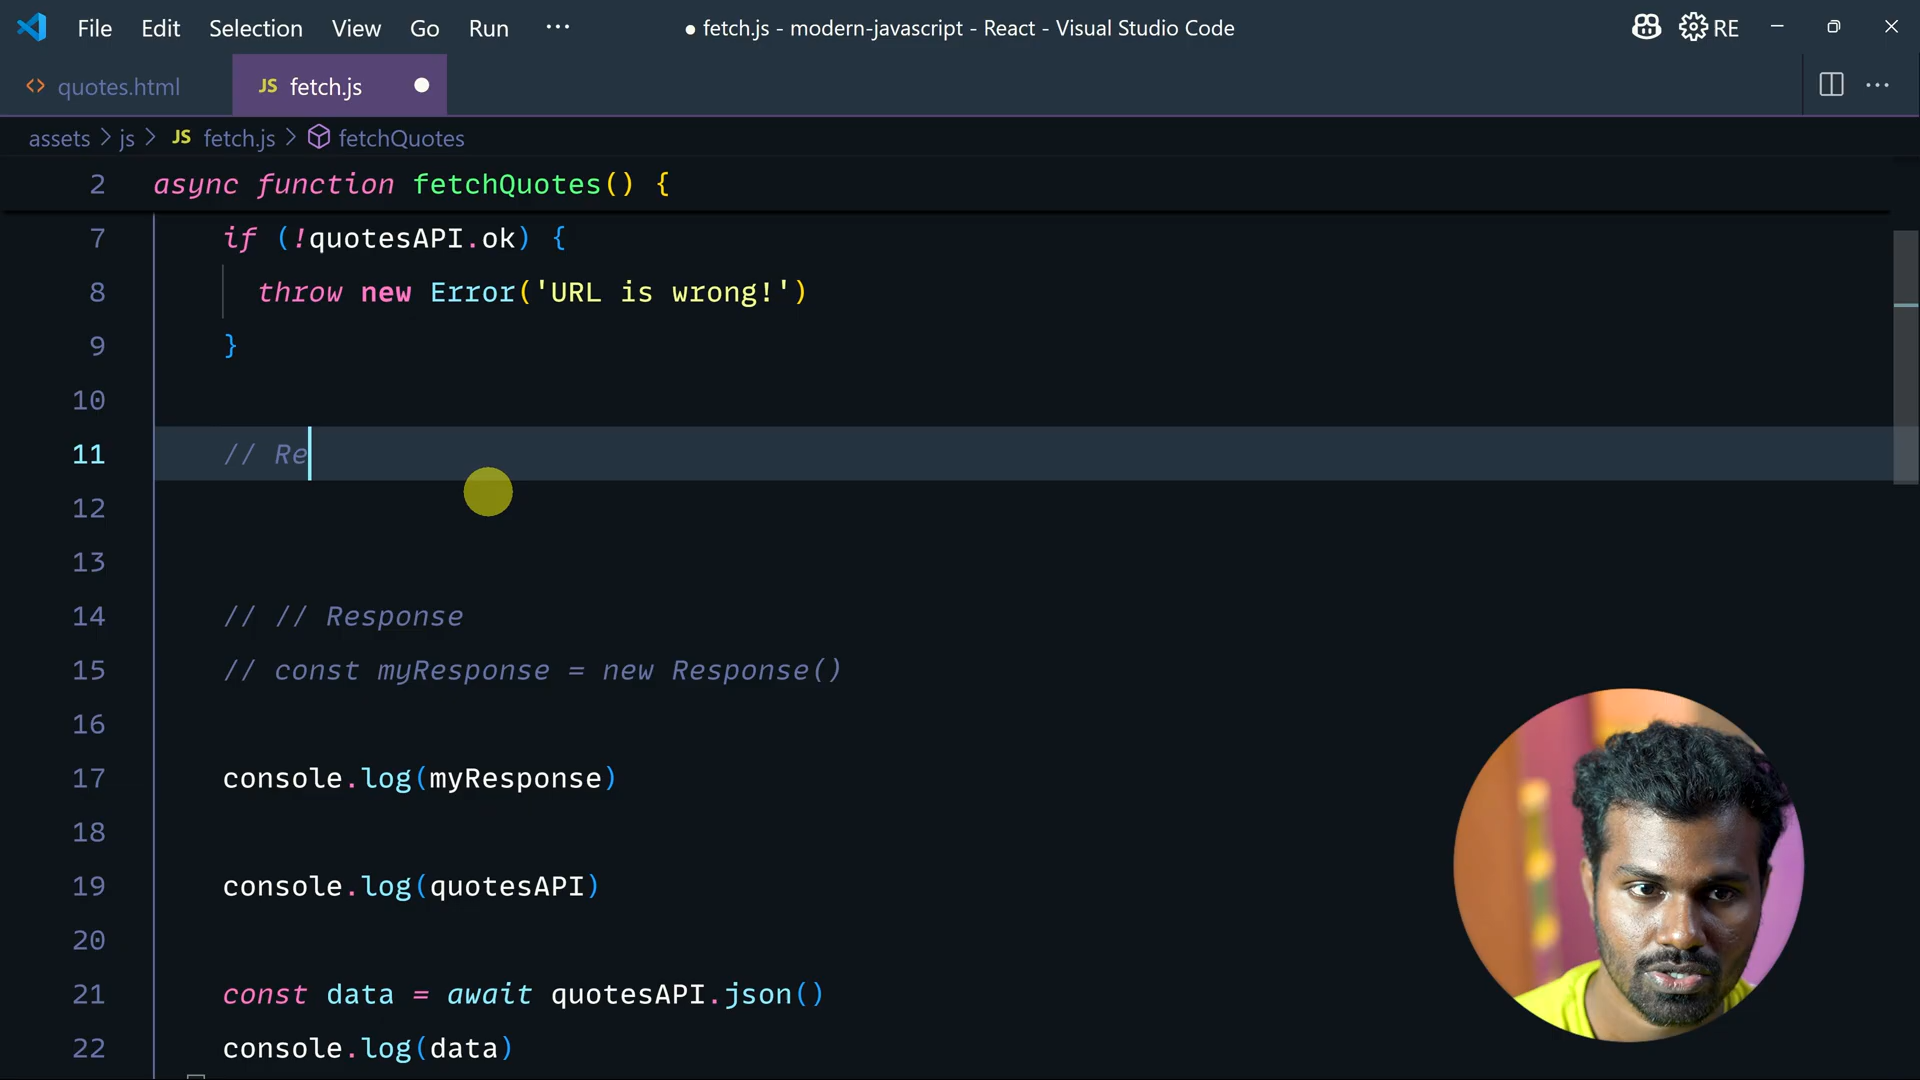 File Edit Selection View Go Run ··· ● fetch.js - modern-javascript - React - Visual Studio Code RE
quotes.html JS fetch.js
assets > js > JS fetch.js > fetchQuotes
2 async function fetchQuotes() {
7 if (!quotesAPI.ok) {
8 throw new Error('URL is wrong!')
9 }
10
11 // Re
12
13
14 // // Response
15 // const myResponse = new Response()
16
17 console.log(myResponse)
18
19 console.log(quotesAPI)
20
21 const data = await quotesAPI.json()
22 console.log(data)